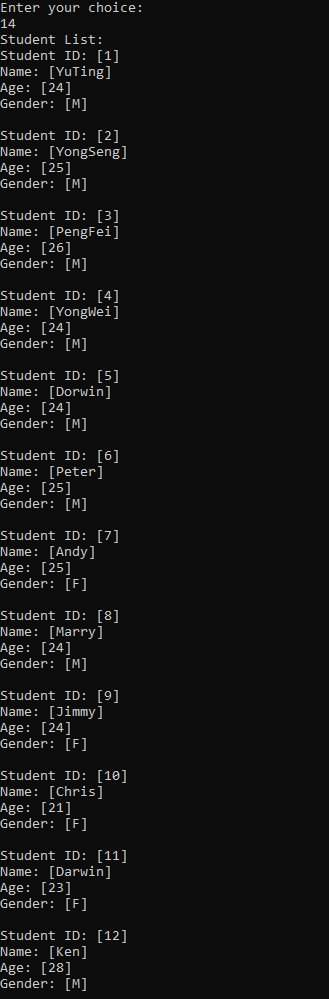 Enter your choice:
14
Student List:
Student ID: [1]
Name: [YuTing]
Age: [24]
Gender: [M]
Student ID: [2]
Name: [YongSeng]
Age: [25]
Gender: [M]
Student ID: [3]
Name: [PengFei]
Age: [26]
Gender: [M]
Student ID: [4]
Name: [YongWei]
Age: [24]
Gender: [M]
Student ID: [5]
Name: [Dorwin]
Age: [24]
Gender: [M]
Student ID: [6]
Name: [Peter]
Age: [25]
Gender: [M]
Student ID: [7]
Name: [Andy]
Age: [25]
Gender: [F]
Student ID: [8]
Name: [Marry]
Age: [24]
Gender: [M]
Student ID: [9]
Name: [Jimmy]
Age: [24]
Gender: [F]
Student ID: [10]
Name: [Chris]
Age: [21]
Gender: [F]
Student ID: [11]
Name: [Darwin]
Age: [23]
Gender: [F]
Student ID: [12]
Name: [Ken]
Age: [28]
Gender: [M]